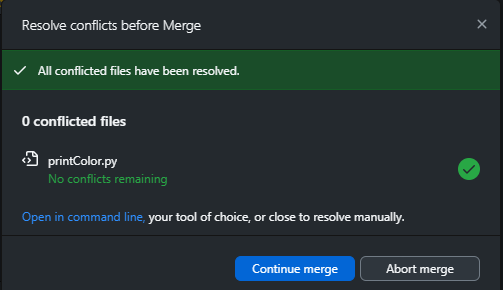 Resolve conflicts before Merge
All conflicted files have been resolved.
0 conflicted files
printColor.py
No conflicts remaining
Open in command line, your tool of choice, or close to resolve manually.
Continue merge
Abort merge